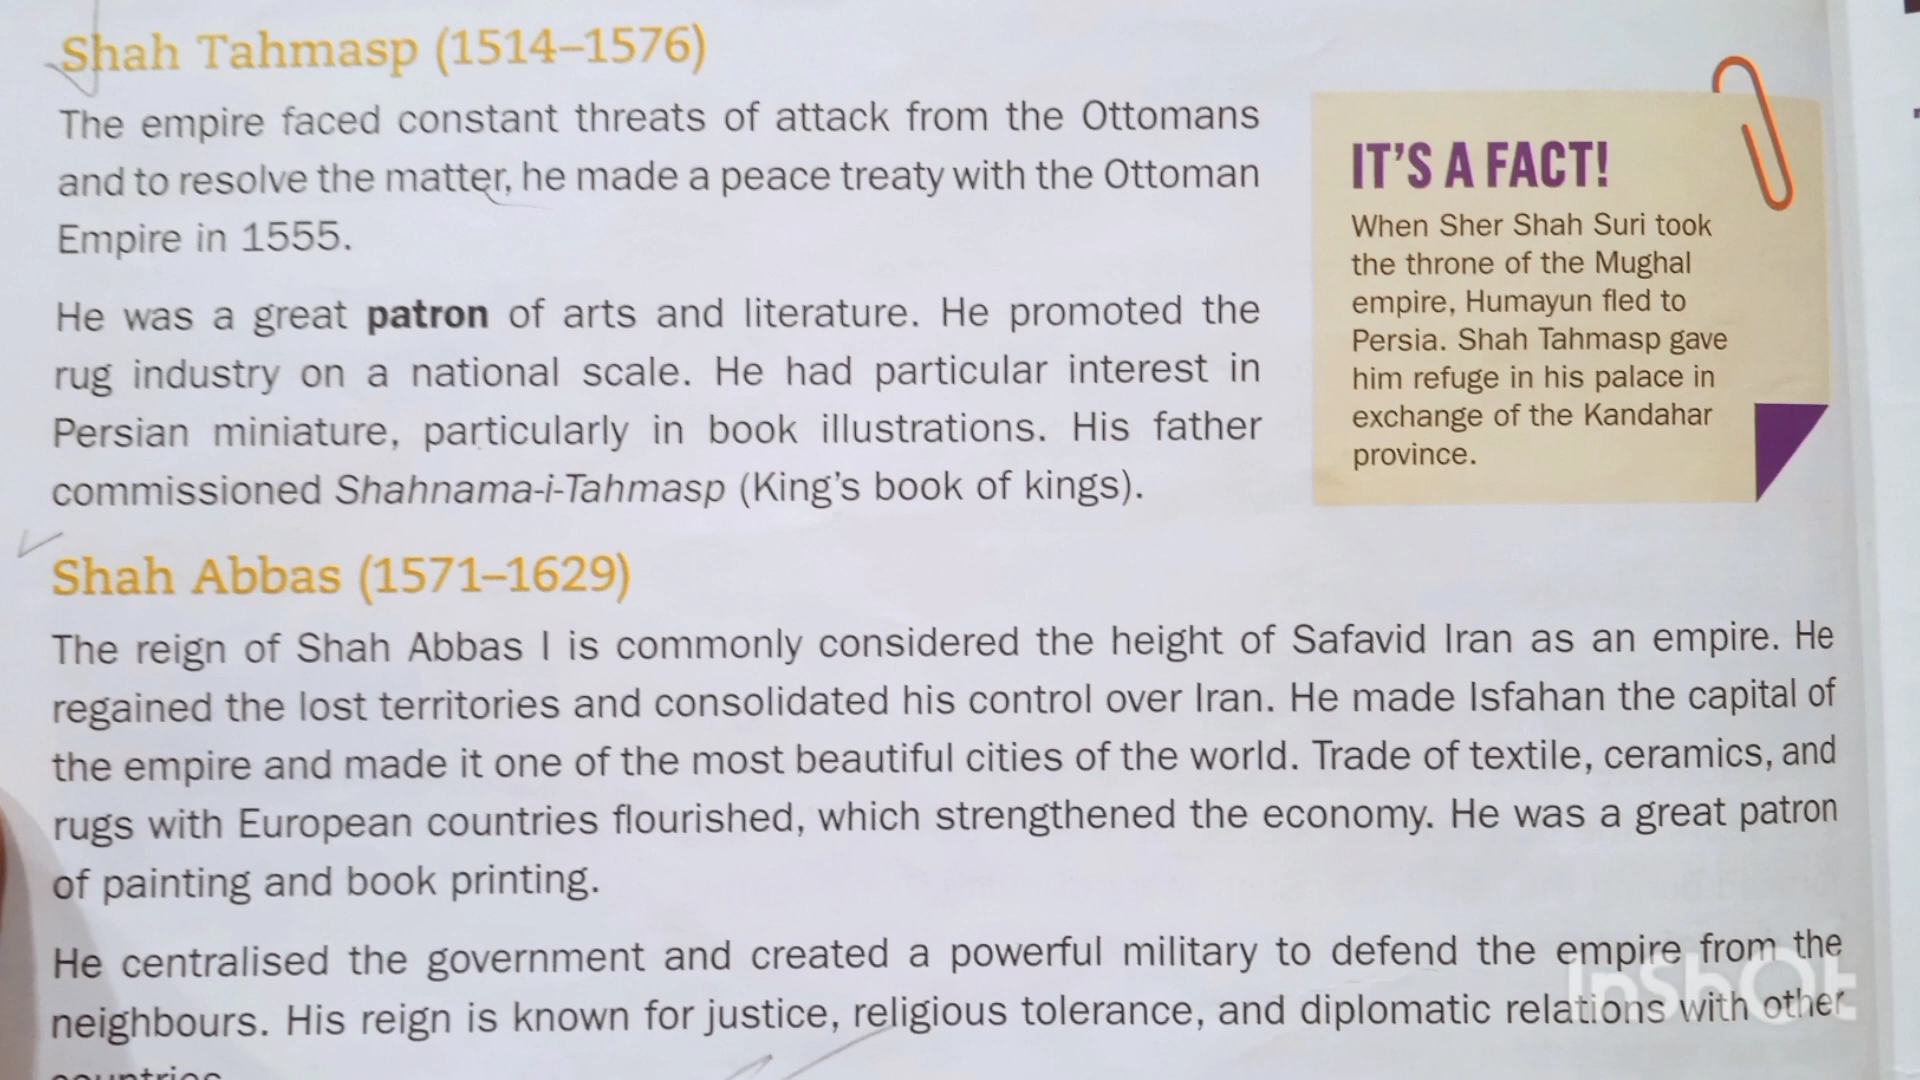 Shah Tahmasp (1514–1576)
The empire faced constant threats of attack from the Ottomans
and to resolve the matter, he made a peace treaty with the Ottoman
Empire in 1555.
He was a great patron of arts and literature. He promoted the
rug industry on a national scale. He had particular interest in
Persian miniature, particularly in book illustrations. His father
commissioned Shahnama-i-Tahmasp (King's book of kings).
IT'S A FACT!
When Sher Shah Suri took
the throne of the Mughal
empire, Humayun fled to
Persia. Shah Tahmasp gave
him refuge in his palace in
exchange of the Kandahar
province.
Shah Abbas (1571–1629)
The reign of Shah Abbas I is commonly considered the height of Safavid Iran as an empire. He
regained the lost territories and consolidated his control over Iran. He made Isfahan the capital of
the empire and made it one of the most beautiful cities of the world. Trade of textile, ceramics, and
rugs with European countries flourished, which strengthened the economy. He was a great patron
of painting and book printing.
He centralised the government and created a powerful military to defend the empire from the
neighbours. His reign is known for justice, religious tolerance, and diplomatic relations with other
countries
InShOt